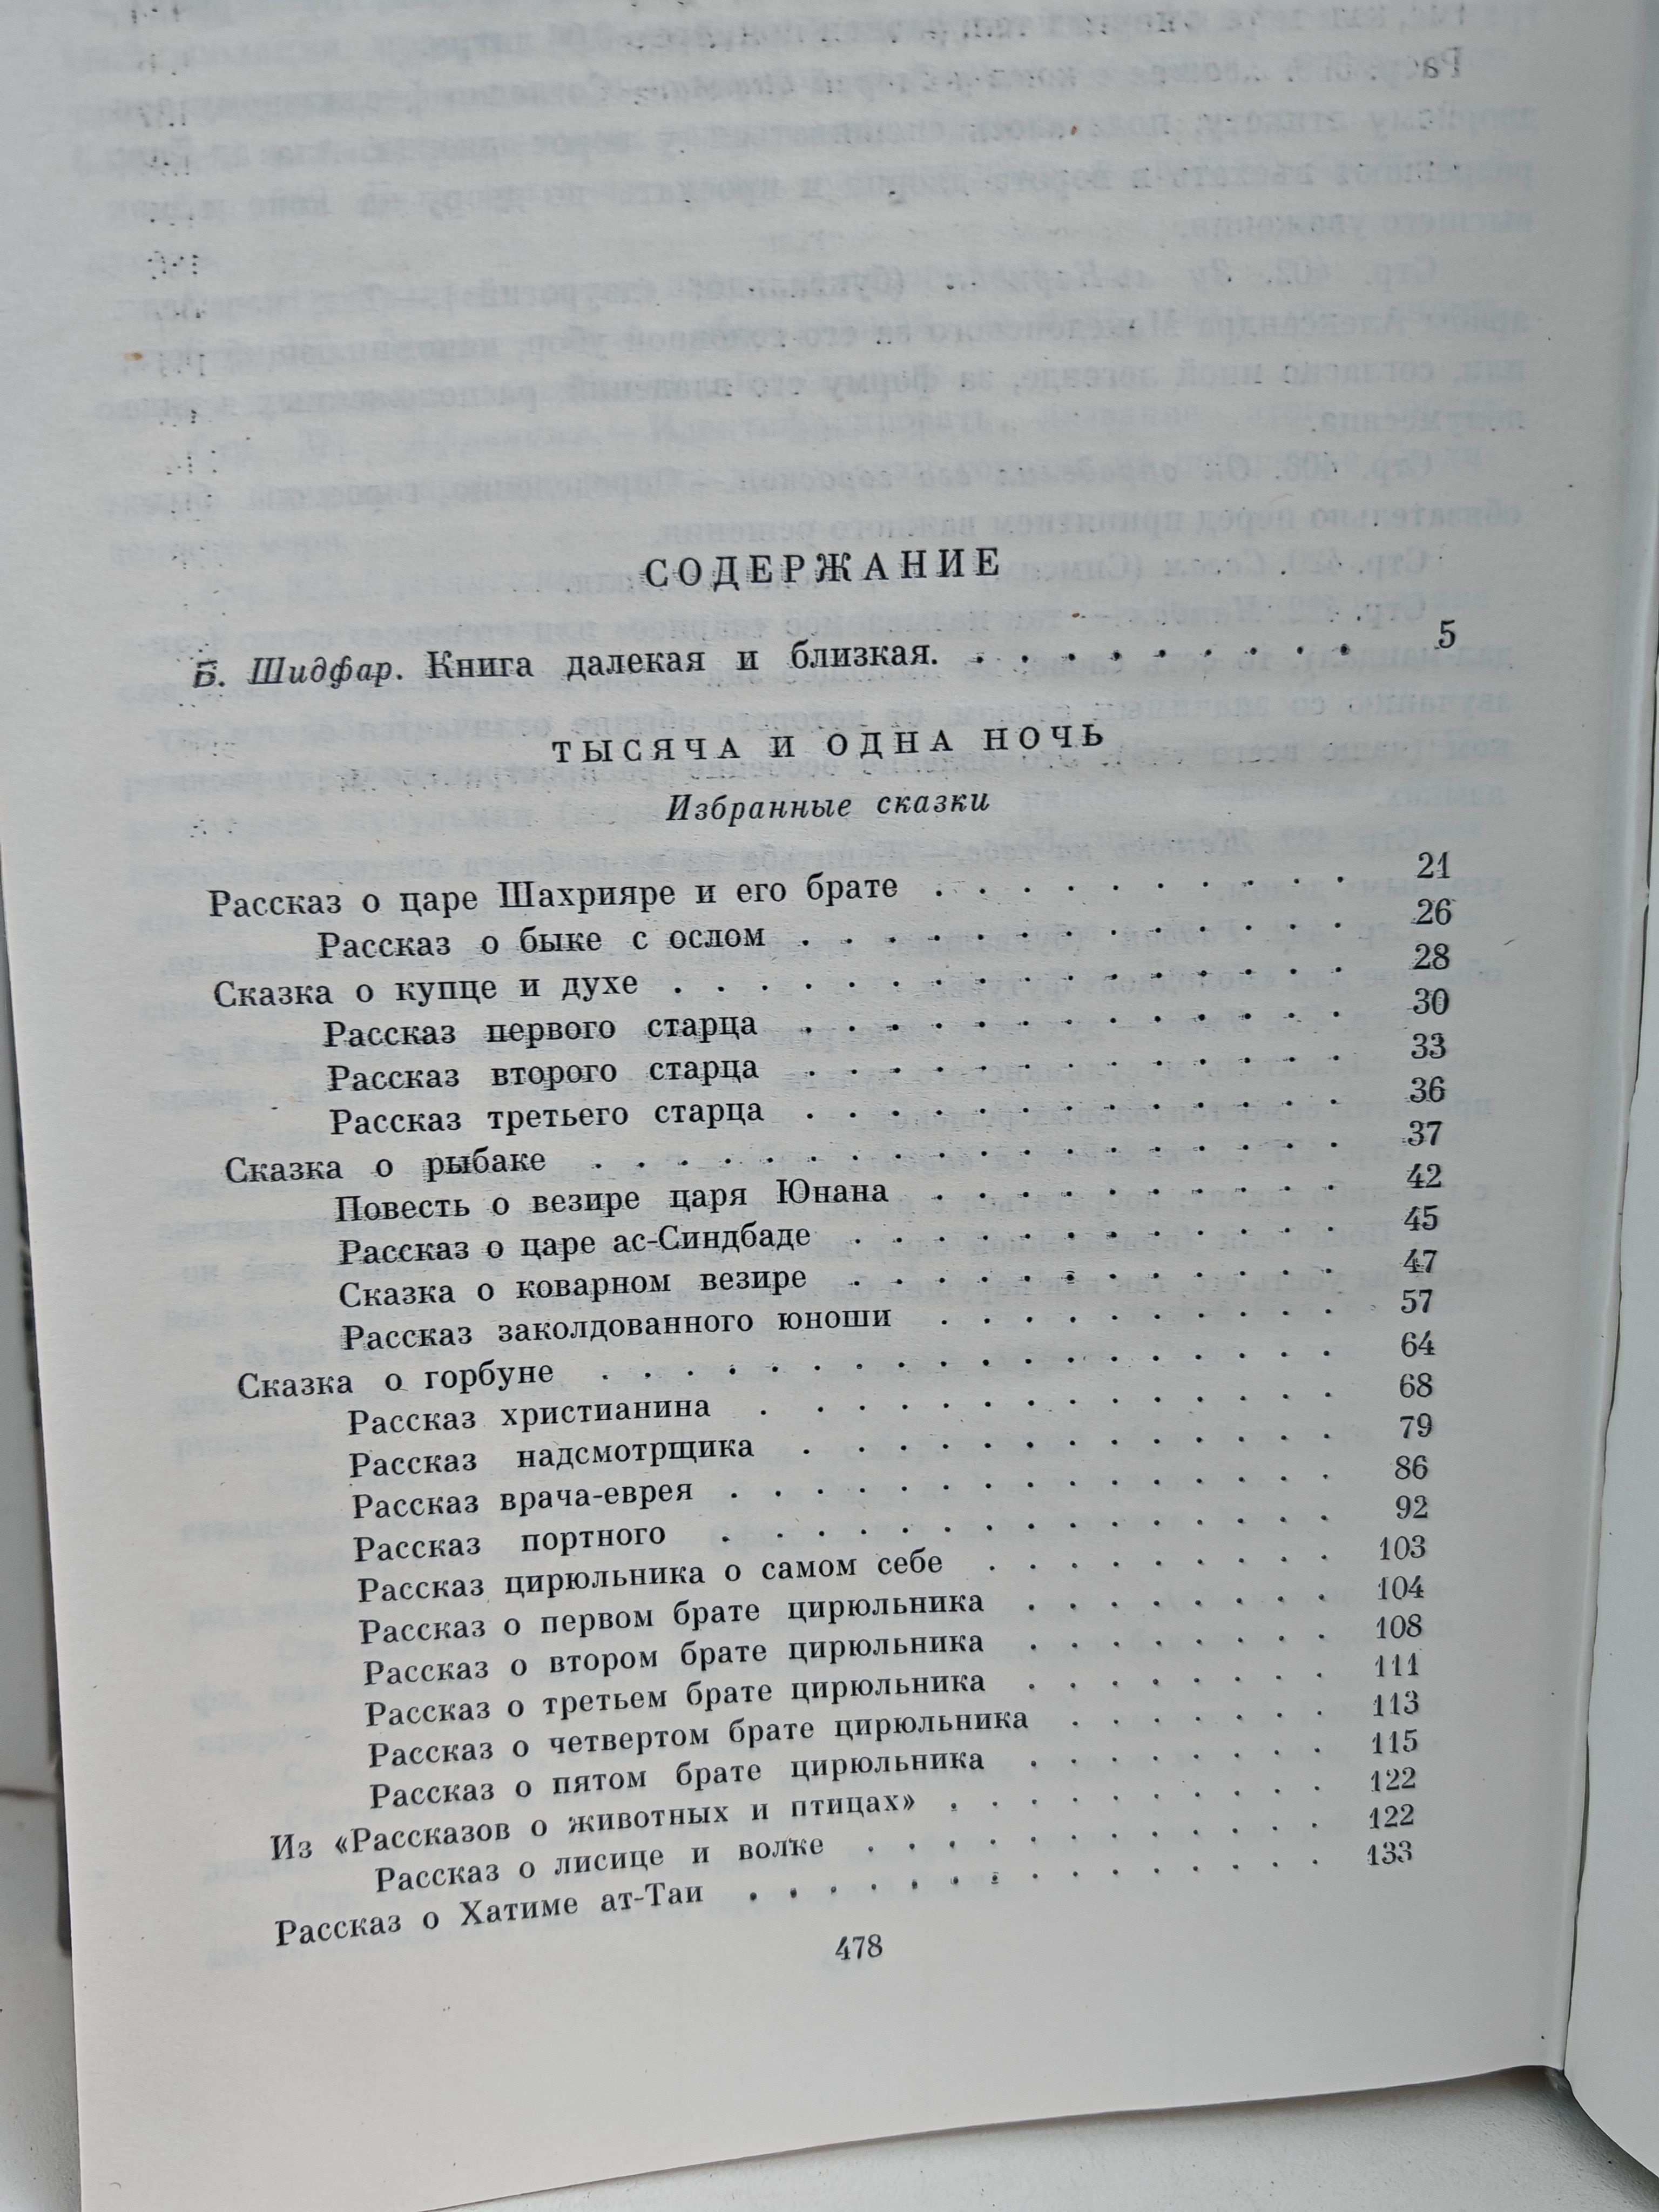 СОДЕРЖАНИЕ
Б. Шидфар. Книга далекая и близкая. . . . . . . . . . 5
ТЫСЯЧА И ОДНА НОЧЬ
Избранные сказки
Рассказ о царе Шахрияре и его брате . . . . . . . . . . 21
Рассказ о быке с ослом . . . . . . . . . . . . . 26
Сказка о купце и духе . . . . . . . . . . . . . . . . 28
Рассказ первого старца . . . . . . . . . . . . . 30
Рассказ второго старца . . . . . . . . . . . . . 33
Рассказ третьего старца . . . . . . . . . . . . . 36
Сказка о рыбаке . . . . . . . . . . . . . . . . . . 37
Повесть о везире царя Юнана . . . . . . . . . . 42
Рассказ о царе ас-Синдбаде . . . . . . . . . . . . 45
Сказка о коварном везире . . . . . . . . . . . . 47
Рассказ заколдованного юноши . . . . . . . . . . 57
Сказка о горбуне . . . . . . . . . . . . . . . . . . 64
Рассказ христианина . . . . . . . . . . . . . . 68
Рассказ надсмотрщика . . . . . . . . . . . . . 79
Рассказ врача-еврея . . . . . . . . . . . . . . . 86
Рассказ портного . . . . . . . . . . . . . . . 92
Рассказ цирюльника о самом себе . . . . . . . . . 103
Рассказ о первом брате цирюльника . . . . . . . . 104
Рассказ о втором брате цирюльника . . . . . . . . 108
Рассказ о третьем брате цирюльника . . . . . . . . 111
Рассказ о четвертом брате цирюльника . . . . . . . 113
Рассказ о пятом брате цирюльника . . . . . . . . 115
Из «Рассказов о животных и птицах» . . . . . . . . . . 122
Рассказ о лисице и волке . . . . . . . . . . . . 122
Рассказ о Хатиме ат-Таи . . . . . . . . . . . . . . . 133
478